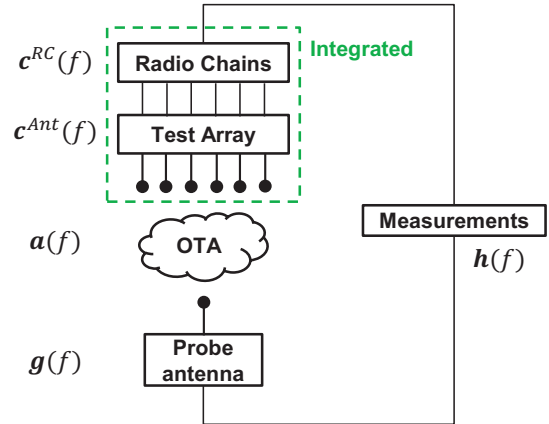 c^{RC}(f)
Radio Chains
Integrated
c^{Ant}(f)
Test Array
a(f)
OTA
Measurements
h(f)
g(f)
Probe
antenna